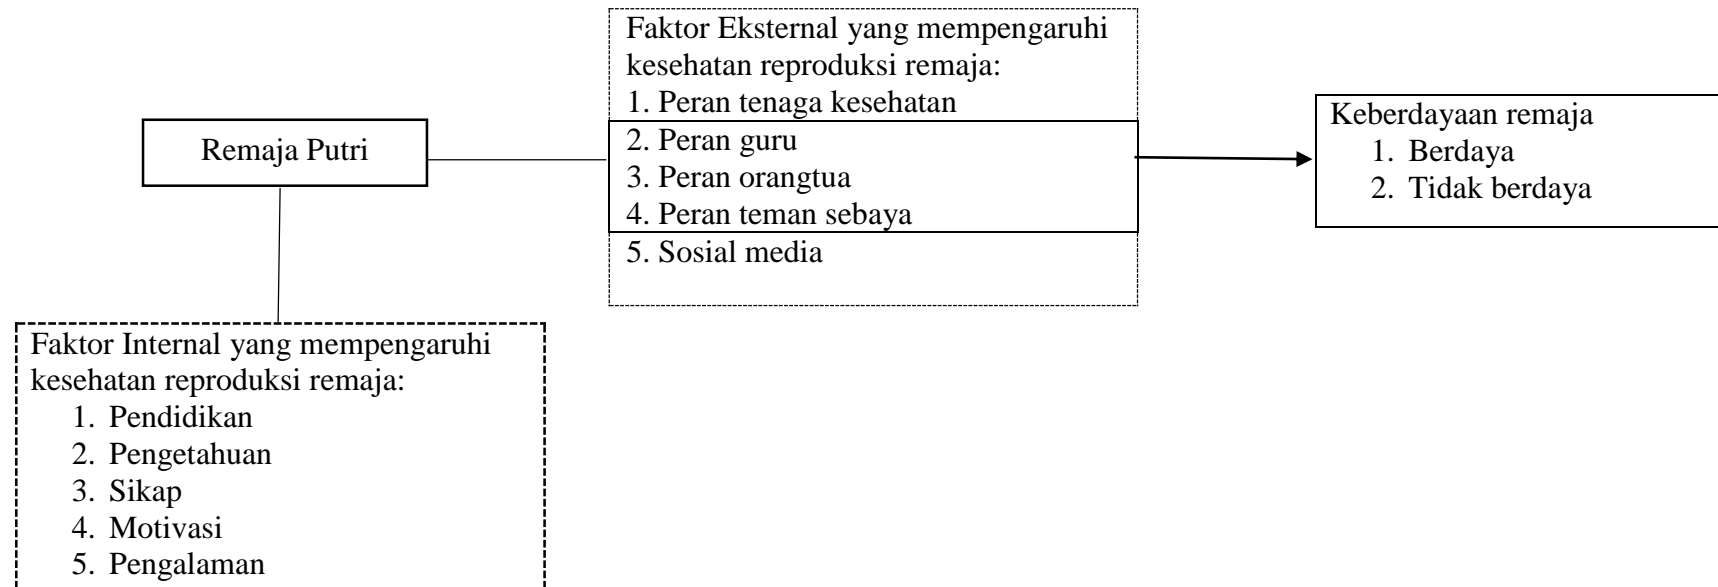 Remaja Putri
Faktor Eksternal yang mempengaruhi
kesehatan reproduksi remaja:
1. Peran tenaga kesehatan
2. Peran guru
3. Peran orangtua
4. Peran teman sebaya
5. Sosial media
Keberdayaan remaja
1. Berdaya
2. Tidak berdaya
Faktor Internal yang mempengaruhi
kesehatan reproduksi remaja:
1. Pendidikan
2. Pengetahuan
3. Sikap
4. Motivasi
5. Pengalaman